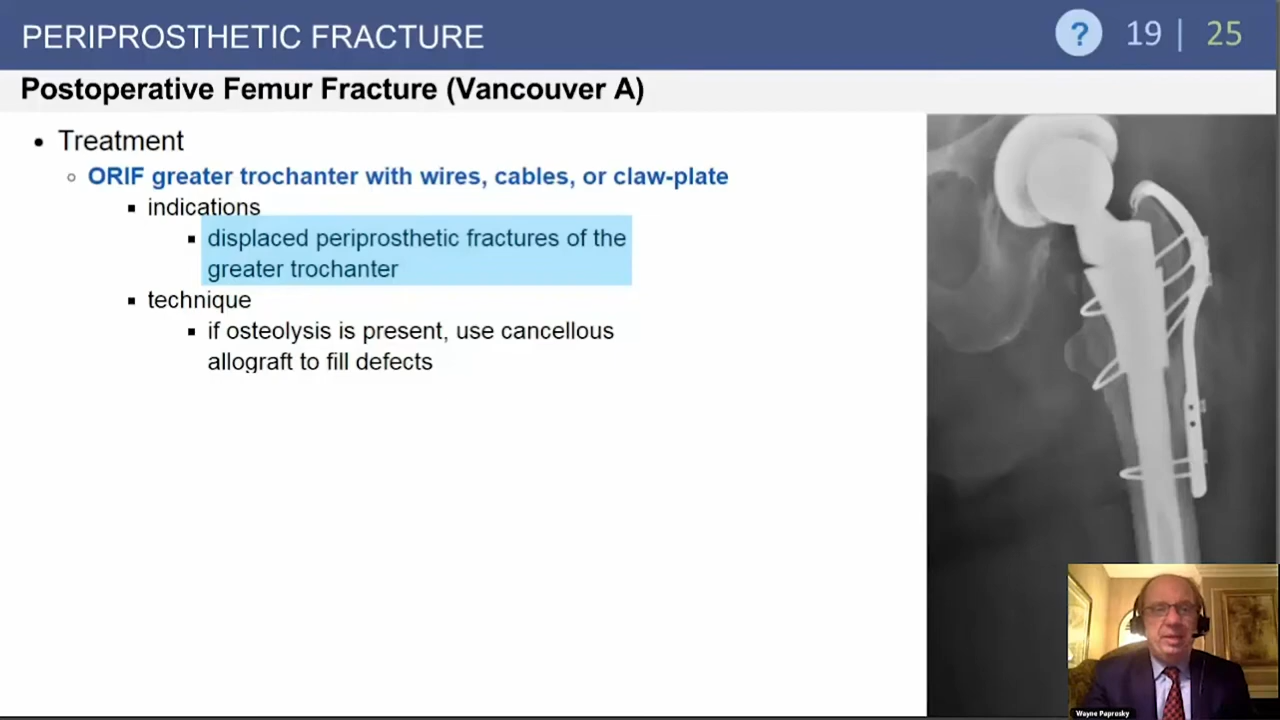 PERIPROSTHETIC FRACTURE
? 19 | 25
Postoperative Femur Fracture (Vancouver A)
• Treatment
◦ ORIF greater trochanter with wires, cables, or claw-plate
▪ indications
▪ displaced periprosthetic fractures of the
greater trochanter
▪ technique
▪ if osteolysis is present, use cancellous
allograft to fill defects
Wayne Paprosky